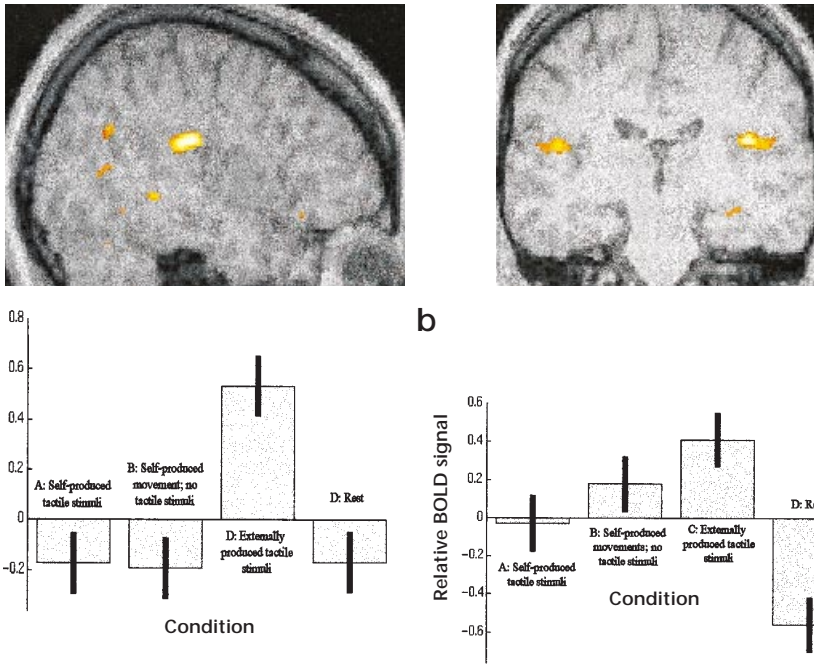 b
0.8
0.6
0.4
0.2
0
−0.2
A: Self-produced
tactile stimuli
B: Self-produced
movement; no
tactile stimuli
D: Externally
produced tactile
stimuli
D: Rest
Condition
Relative BOLD signal
0.6
0.4
0.2
0
−0.2
−0.4
−0.6
A: Self-produced
tactile stimuli
B: Self-produced
movements; no
tactile stimuli
C: Externally
produced tactile
stimuli
D:
Condition